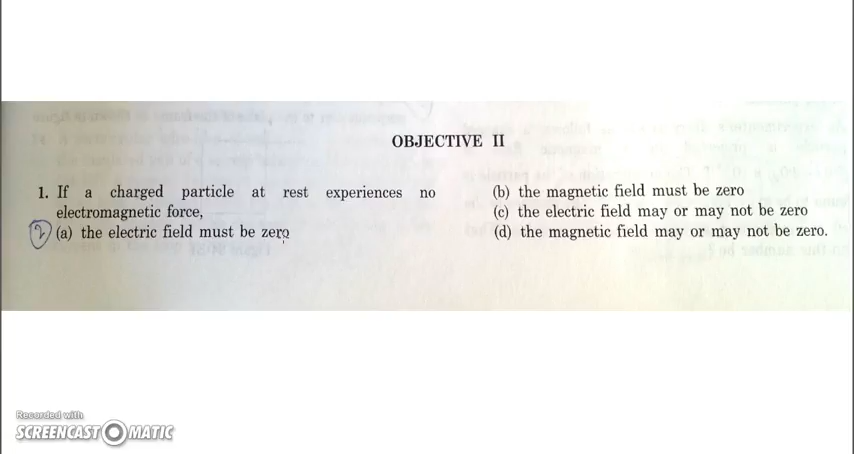 OBJECTIVE II
1. If a charged particle at rest experiences no
electromagnetic force,
2 (a) the electric field must be zero
(b) the magnetic field must be zero
(c) the electric field may or may not be zero
(d) the magnetic field may or may not be zero.
Recorded with
SCREENCAST MATIC